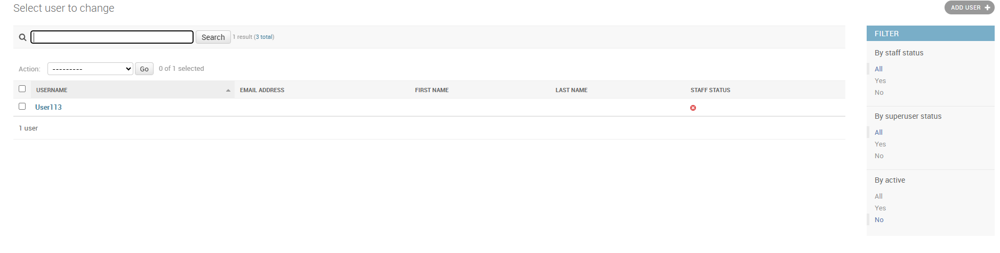 Select user to change
ADD USER
Search 1 result (3 total)
Action: --------- Go 0 of 1 selected
USERNAME EMAIL ADDRESS FIRST NAME LAST NAME STAFF STATUS
User113
1 user
FILTER
By staff status
All
Yes
No
By superuser status
All
Yes
No
By active
All
Yes
No